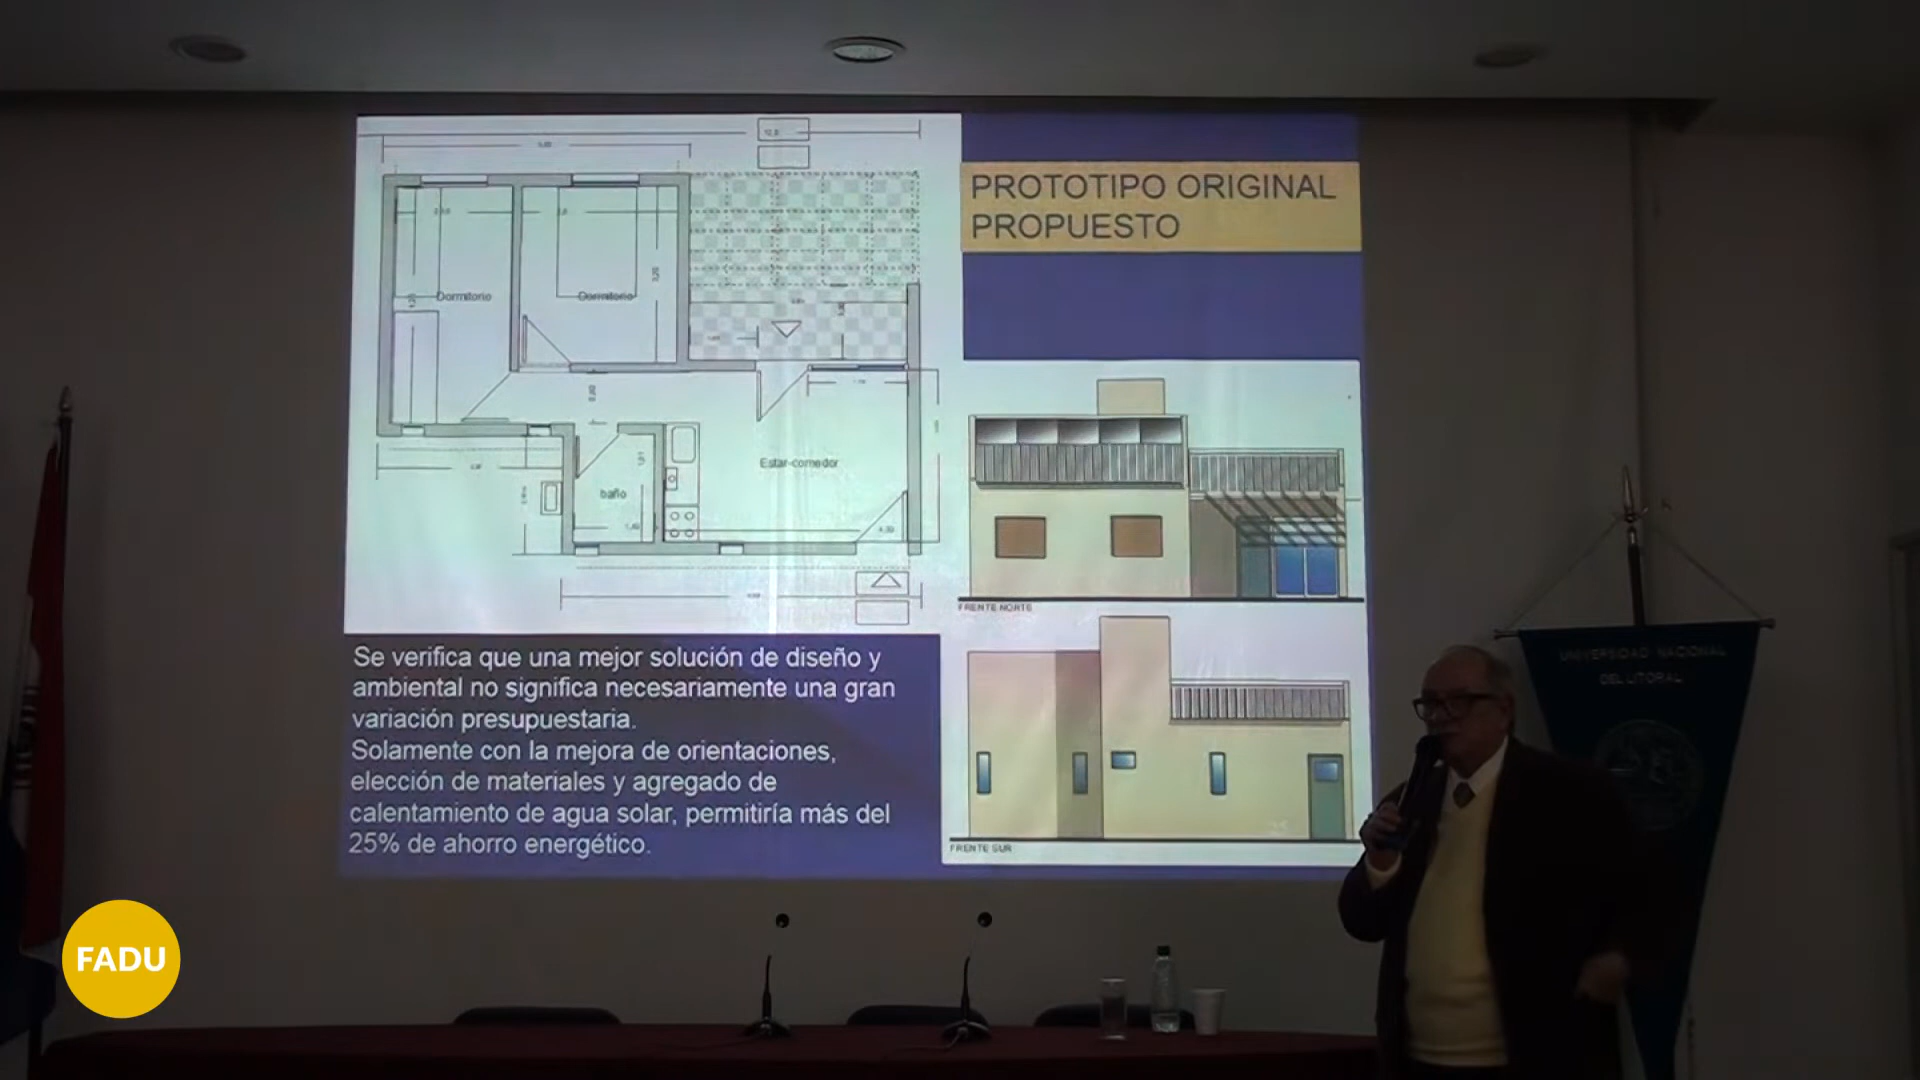 PROTOTIPO ORIGINAL
PROPUESTO
Dormitorio
Dormitorio
Estar-comedor
baño
FRENTE NORTE
FRENTE SUR
Se verifica que una mejor solución de diseño y
ambiental no significa necesariamente una gran
variación presupuestaria.
Solamente con la mejora de orientaciones,
elección de materiales y agregado de
calentamiento de agua solar, permitiría más del
25% de ahorro energético.
UNIVERSIDAD NACIONAL
DEL LITORAL
FADU